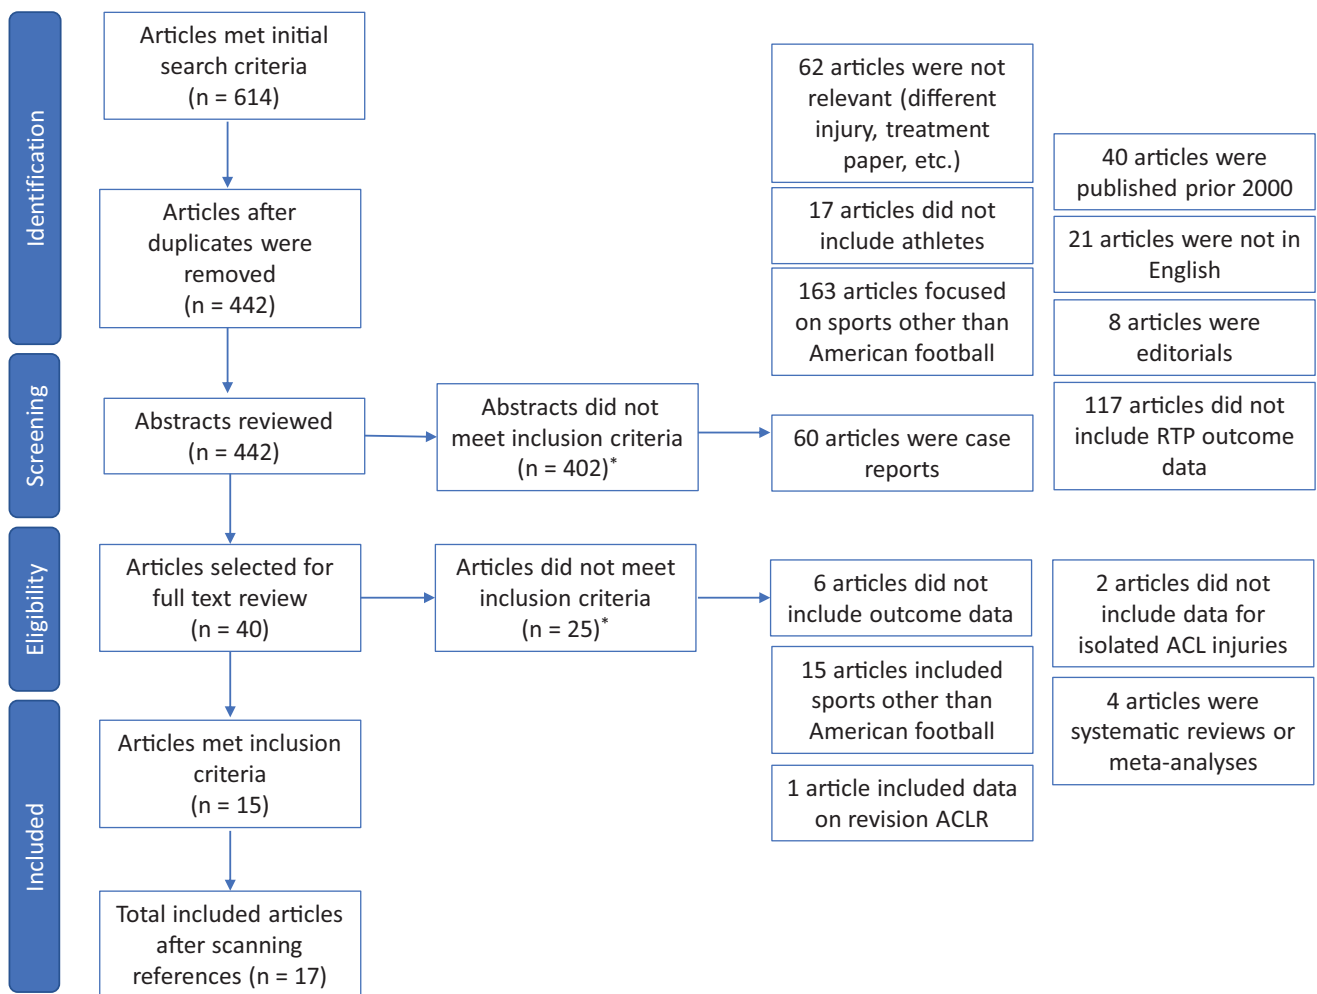 Identification
Articles met initial
search criteria
(n = 614)
Articles after
duplicates were
removed
(n = 442)
62 articles were not
relevant (different
injury, treatment
paper, etc.)
17 articles did not
include athletes
163 articles focused
on sports other than
American football
60 articles were case
reports
40 articles were
published prior 2000
21 articles were not in
English
8 articles were
editorials
117 articles did not
include RTP outcome
data
Screening
Abstracts reviewed
(n = 442)
Abstracts did not
meet inclusion criteria
(n = 402)*
Eligibility
Articles selected for
full text review
(n = 40)
Articles did not meet
inclusion criteria
(n = 25)*
6 articles did not
include outcome data
15 articles included
sports other than
American football
1 article included data
on revision ACLR
2 articles did not
include data for
isolated ACL injuries
4 articles were
systematic reviews or
meta-analyses
Included
Articles met inclusion
criteria
(n = 15)
Total included articles
after scanning
references (n = 17)